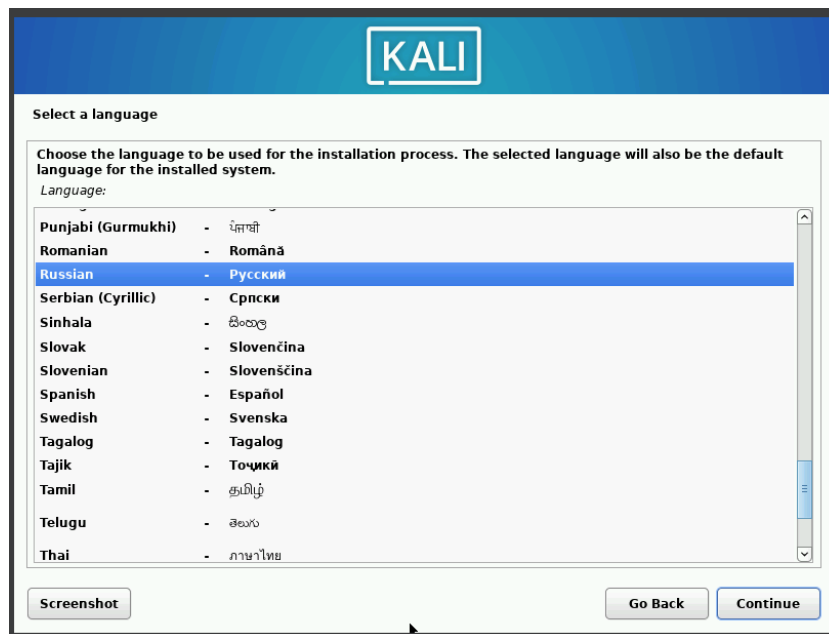 KALI
Select a language
Choose the language to be used for the installation process. The selected language will also be the default
language for the installed system.
Language:
Punjabi (Gurmukhi) - ਪੰਜਾਬੀ
Romanian - Română
Russian - Русский
Serbian (Cyrillic) - Српски
Sinhala - සිංහල
Slovak - Slovenčina
Slovenian - Slovenščina
Spanish - Español
Swedish - Svenska
Tagalog - Tagalog
Tajik - Тоҷикӣ
Tamil - தமிழ்
Telugu - తెలుగు
Thai - ภาษาไทย
Screenshot Go Back Continue